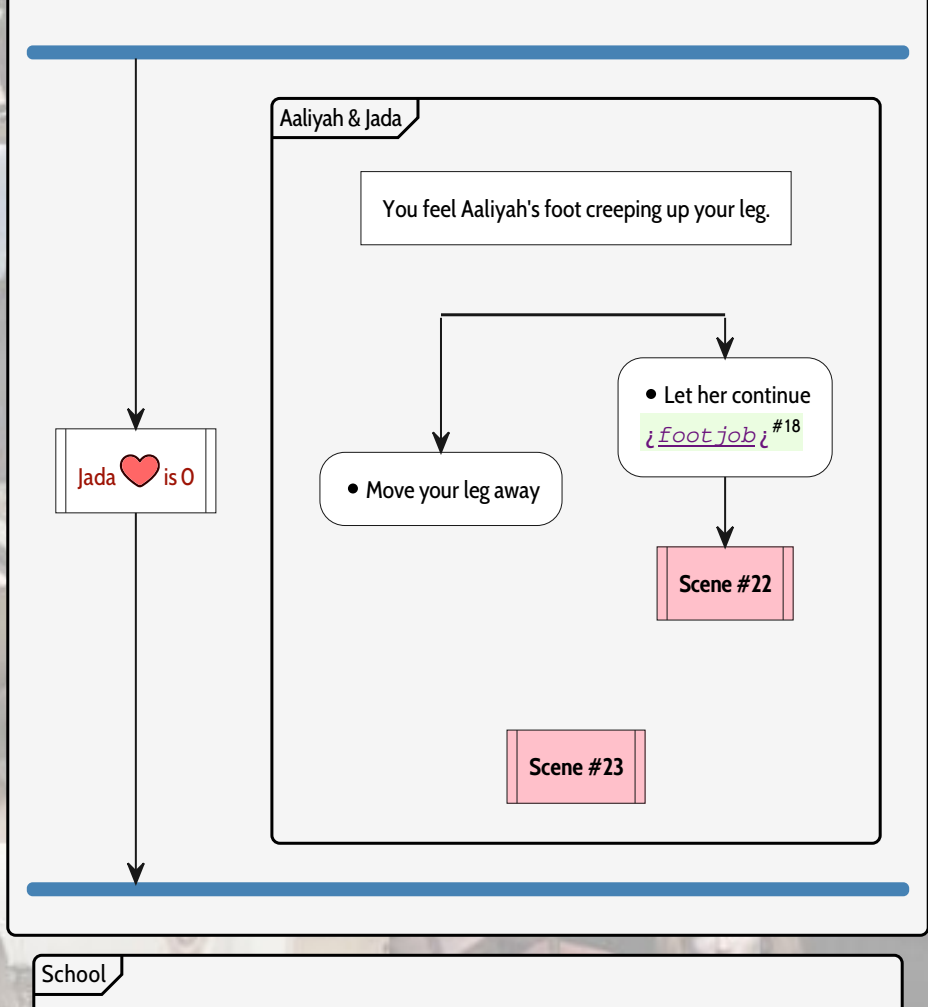 Aaliyah & Jada
You feel Aaliyah's foot creeping up your leg.
• Let her continue
¿footjob¿#18
Jada ❤ is 0
• Move your leg away
Scene #22
Scene #23
School